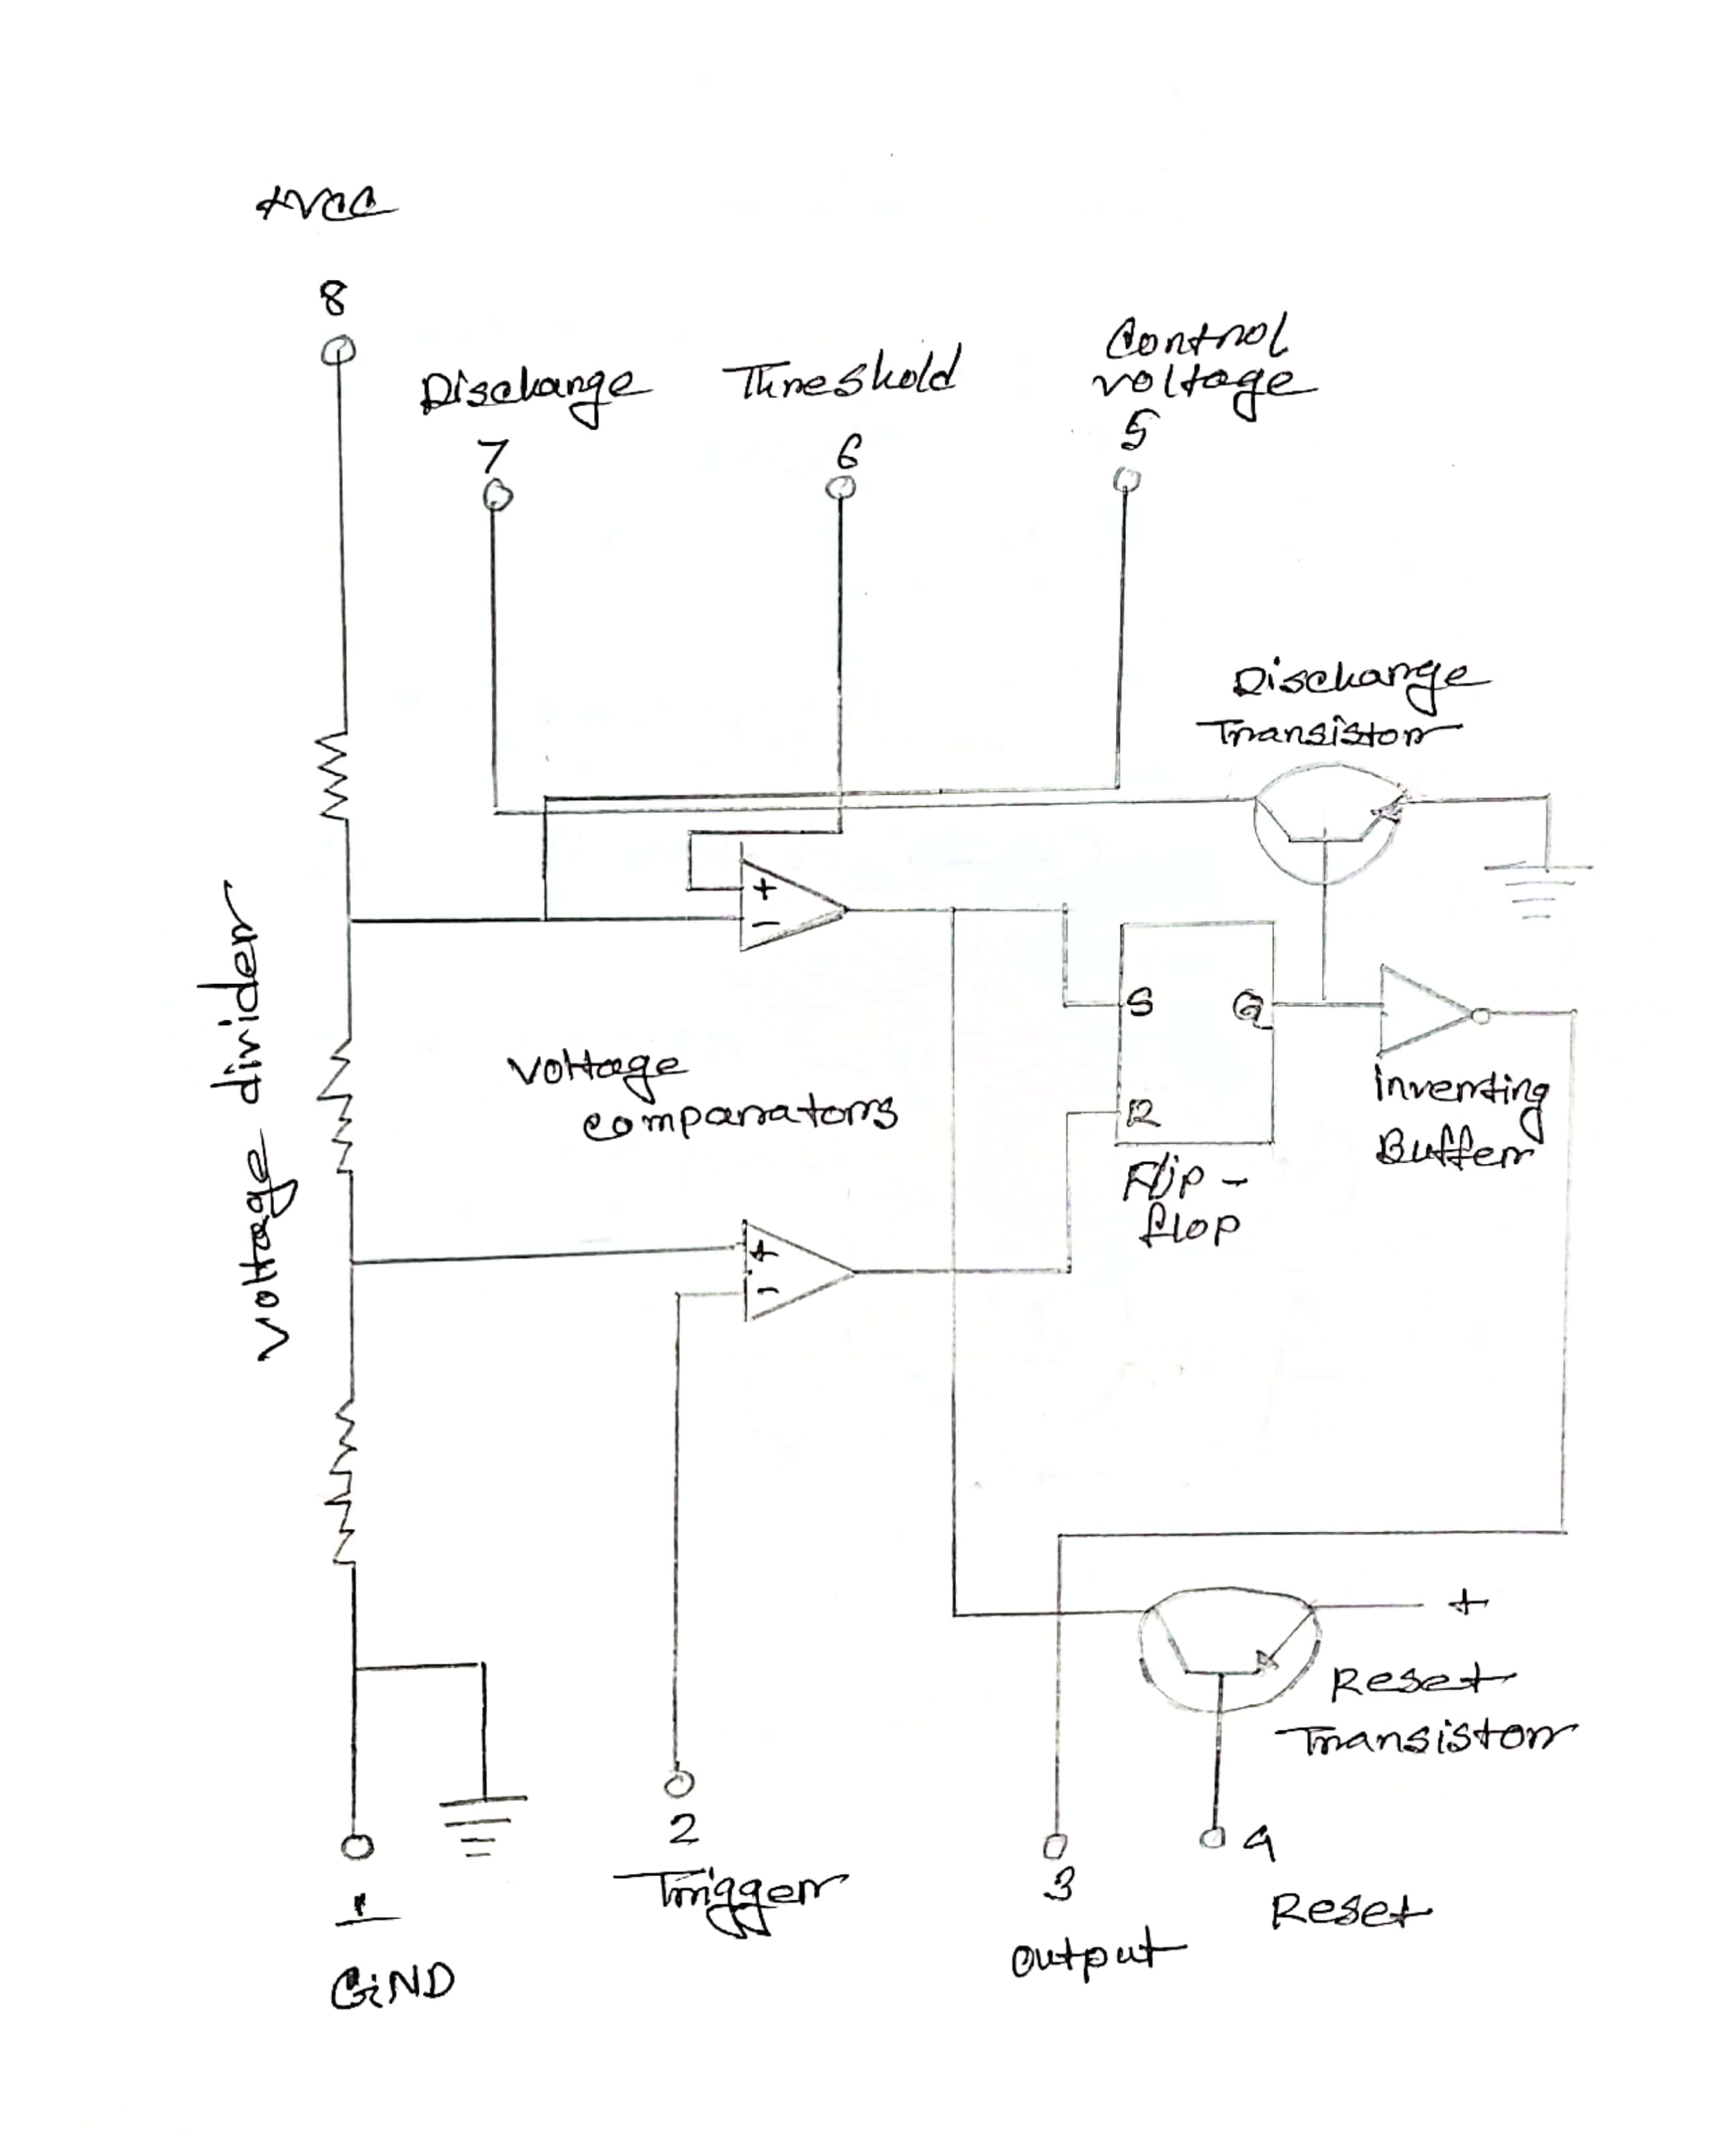 +VCC
8
Discharge
7
Threshold
6
Control
voltage
5
Discharge
Transistor
+
-
S
Q
R
Flip -
flop
Inverting
Buffer
Voltage
comparators
voltage divider
+
-
+
Reset
Transistor
1
GND
2
Trigger
3
output
4
Reset